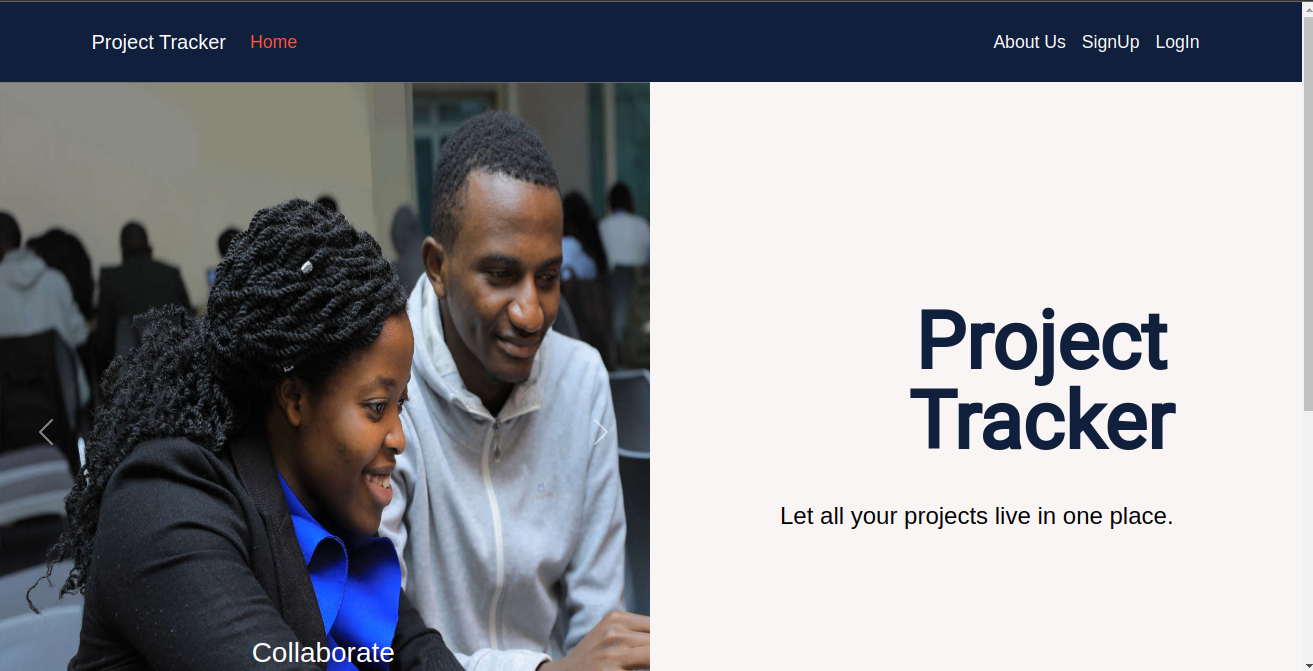 Project Tracker Home About Us SignUp LogIn
Project
Tracker
Let all your projects live in one place.
Collaborate